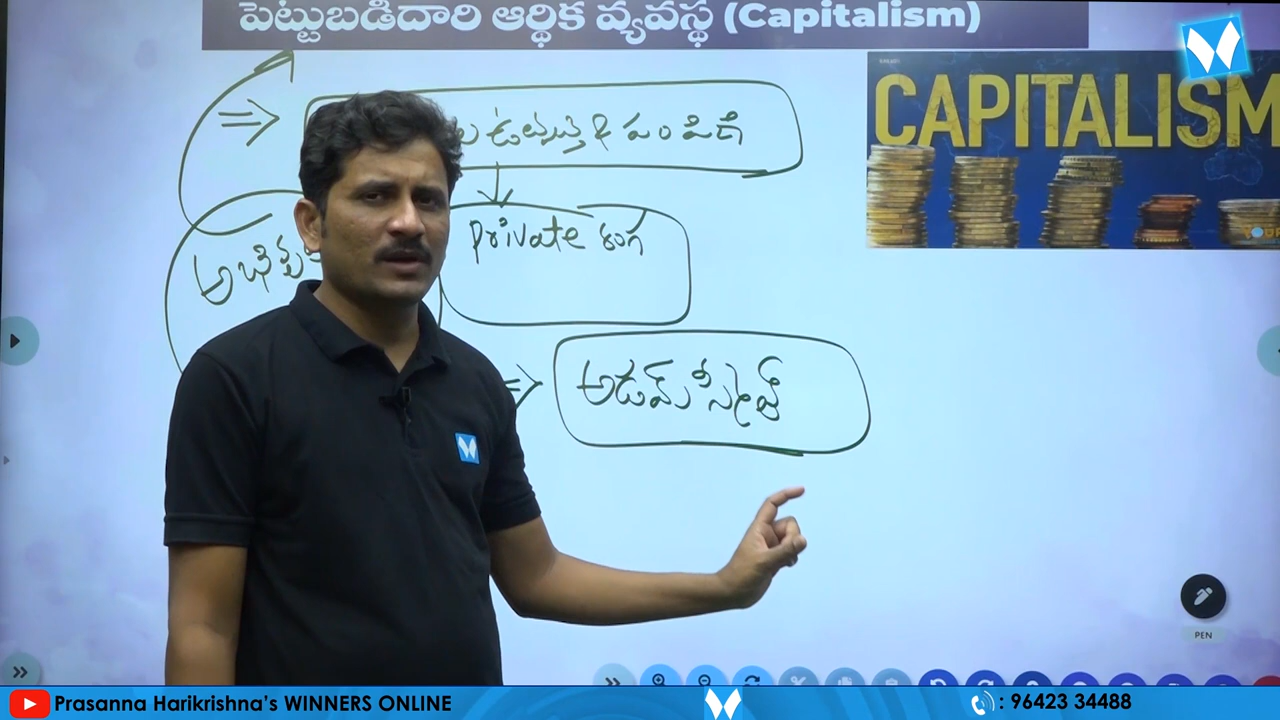 పెట్టుబడిదారి ఆర్థిక వ్యవస్థ (Capitalism)
CAPITALISM
ఉత్పత్తి & పంపిణీ
private రంగ
అడమ్ స్మిత్
PEN
Prasanna Harikrishna's WINNERS ONLINE
: 96423 34488